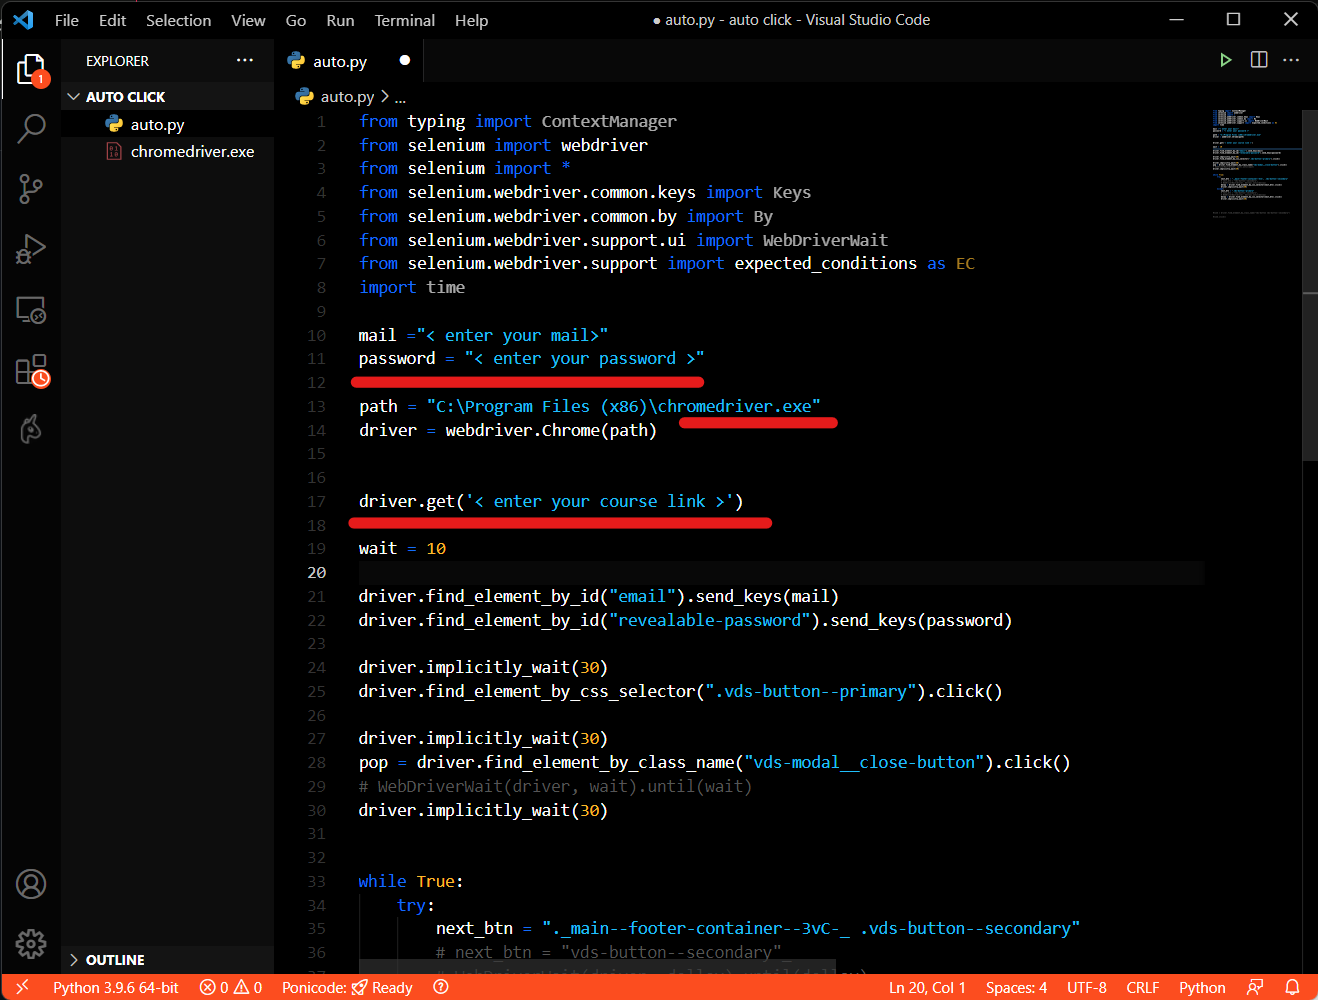 File Edit Selection View Go Run Terminal Help
● auto.py - auto click - Visual Studio Code
EXPLORER
AUTO CLICK
auto.py
chromedriver.exe
OUTLINE
1
auto.py
auto.py > ...
1 from typing import ContextManager
2 from selenium import webdriver
3 from selenium import *
4 from selenium.webdriver.common.keys import Keys
5 from selenium.webdriver.common.by import By
6 from selenium.webdriver.support.ui import WebDriverWait
7 from selenium.webdriver.support import expected_conditions as EC
8 import time
9
10 mail ="< enter your mail>"
11 password = "< enter your password >"
12
13 path = "C:\Program Files (x86)\chromedriver.exe"
14 driver = webdriver.Chrome(path)
15
16
17 driver.get('< enter your course link >')
18
19 wait = 10
20
21 driver.find_element_by_id("email").send_keys(mail)
22 driver.find_element_by_id("revealable-password").send_keys(password)
23
24 driver.implicitly_wait(30)
25 driver.find_element_by_css_selector(".vds-button--primary").click()
26
27 driver.implicitly_wait(30)
28 pop = driver.find_element_by_class_name("vds-modal__close-button").click()
29 # WebDriverWait(driver, wait).until(wait)
30 driver.implicitly_wait(30)
31
32
33 while True:
34 try:
35 next_btn = "._main--footer-container--3vC-_ .vds-button--secondary"
36 # next_btn = "vds-button--secondary"
Python 3.9.6 64-bit 0 0 Ponicode: Ready Ln 20, Col 1 Spaces: 4 UTF-8 CRLF Python